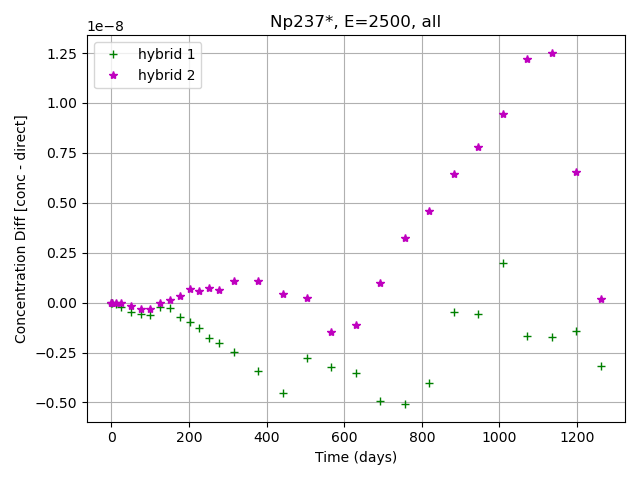 Np237*, E=2500, all
1e−8
hybrid 1
hybrid 2
1.25
1.00
0.75
0.50
0.25
0.00
−0.25
−0.50
Concentration Diff [conc - direct]
0
200
400
600
800
1000
1200
Time (days)